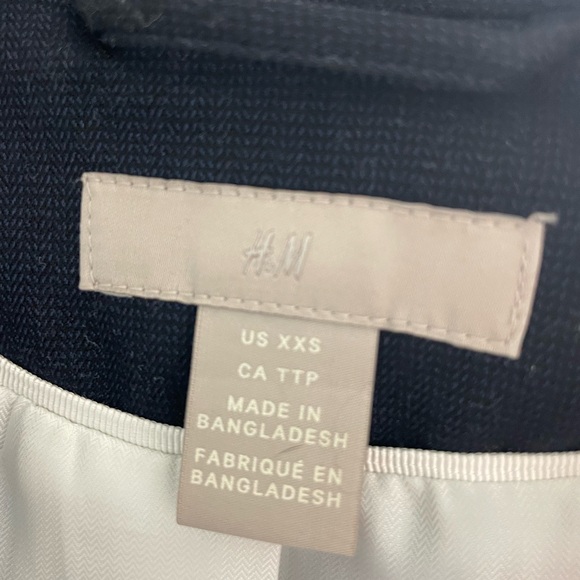 H&M
US XXS
CA TTP
MADE IN
BANGLADESH
FABRIQUÉ EN
BANGLADESH